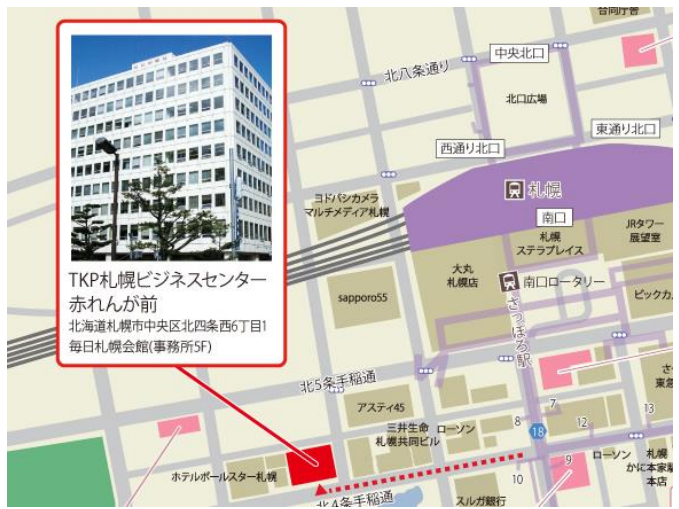 合同庁舎
中央北口
北八条通り
北口広場
東通り北口
西通り北口
ヨドバシカメラ
マルチメディア札幌
札幌
南口
札幌
ステラプレイス
JRタワー
展望室
大丸
札幌店
南口ロータリー
さっぽろ駅
sapporo55
TKP札幌ビジネスセンター
赤れんが前
北海道札幌市中央区北四条西6丁目1
毎日札幌会館(事務所5F)
北5条手稲通
東急
アスティ45
三井生命
札幌共同ビル
ローソン
7
8
12
13
18
9
10
ローソン
札幌
かに本家
本店
ホテルポールスター札幌
北4条手稲通
スルガ銀行